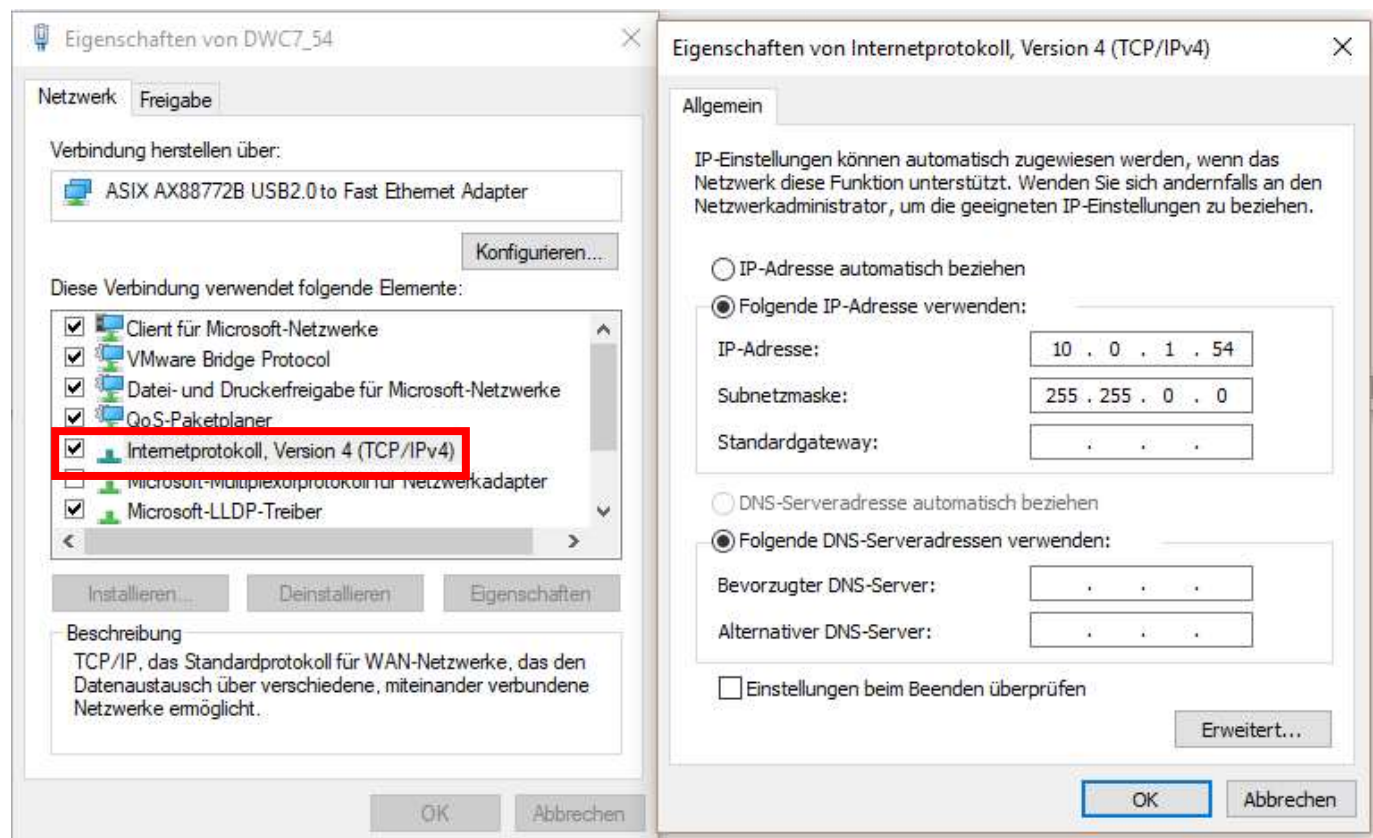 Eigenschaften von DWC7_54
Netzwerk
Freigabe
Verbindung herstellen über:
ASIX AX88772B USB2.0 to Fast Ethernet Adapter
Konfigurieren...
Diese Verbindung verwendet folgende Elemente:
Client für Microsoft-Netzwerke
VMware Bridge Protocol
Datei- und Druckerfreigabe für Microsoft-Netzwerke
QoS-Paketplaner
Internetprotokoll, Version 4 (TCP/IPv4)
Microsoft-Multiplexorprotokoll für Netzwerkadapter
Microsoft-LLDP-Treiber
Installieren...
Deinstallieren
Eigenschaften
Beschreibung
TCP/IP, das Standardprotokoll für WAN-Netzwerke, das den
Datenaustausch über verschiedene, miteinander verbundene
Netzwerke ermöglicht.
OK
Abbrechen
Eigenschaften von Internetprotokoll, Version 4 (TCP/IPv4)
Allgemein
IP-Einstellungen können automatisch zugewiesen werden, wenn das
Netzwerk diese Funktion unterstützt. Wenden Sie sich andernfalls an den
Netzwerkadministrator, um die geeigneten IP-Einstellungen zu beziehen.
IP-Adresse automatisch beziehen
Folgende IP-Adresse verwenden:
IP-Adresse: 10 . 0 . 1 . 54
Subnetzmaske: 255 . 255 . 0 . 0
Standardgateway: . . .
DNS-Serveradresse automatisch beziehen
Folgende DNS-Serveradressen verwenden:
Bevorzugter DNS-Server: . . .
Alternativer DNS-Server: . . .
Einstellungen beim Beenden überprüfen
Erweitert...
OK
Abbrechen